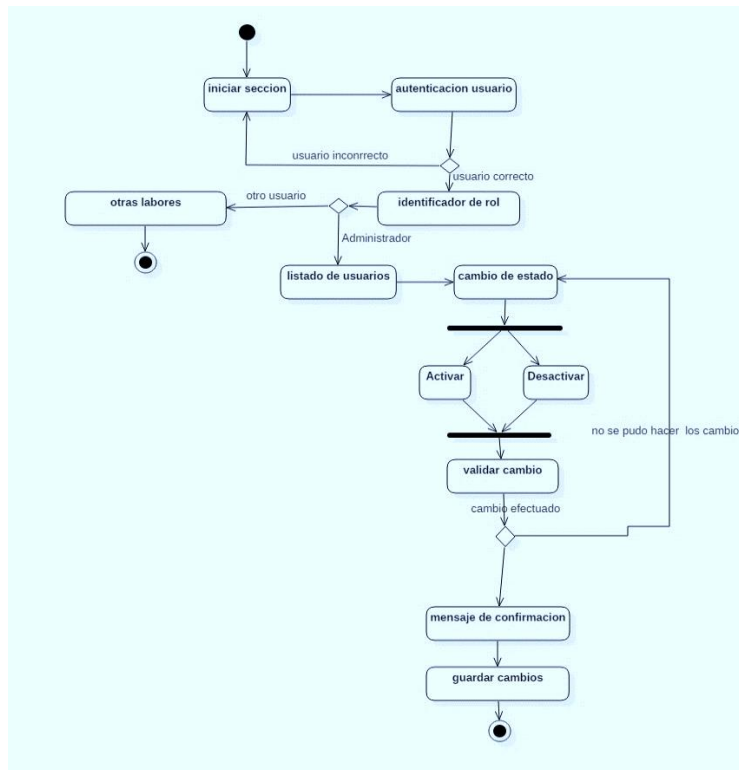 iniciar seccion
autenticacion usuario
usuario inconrrecto
usuario correcto
otras labores
otro usuario
identificador de rol
Administrador
listado de usuarios
cambio de estado
Activar
Desactivar
no se pudo hacer los cambio
validar cambio
cambio efectuado
mensaje de confirmacion
guardar cambios